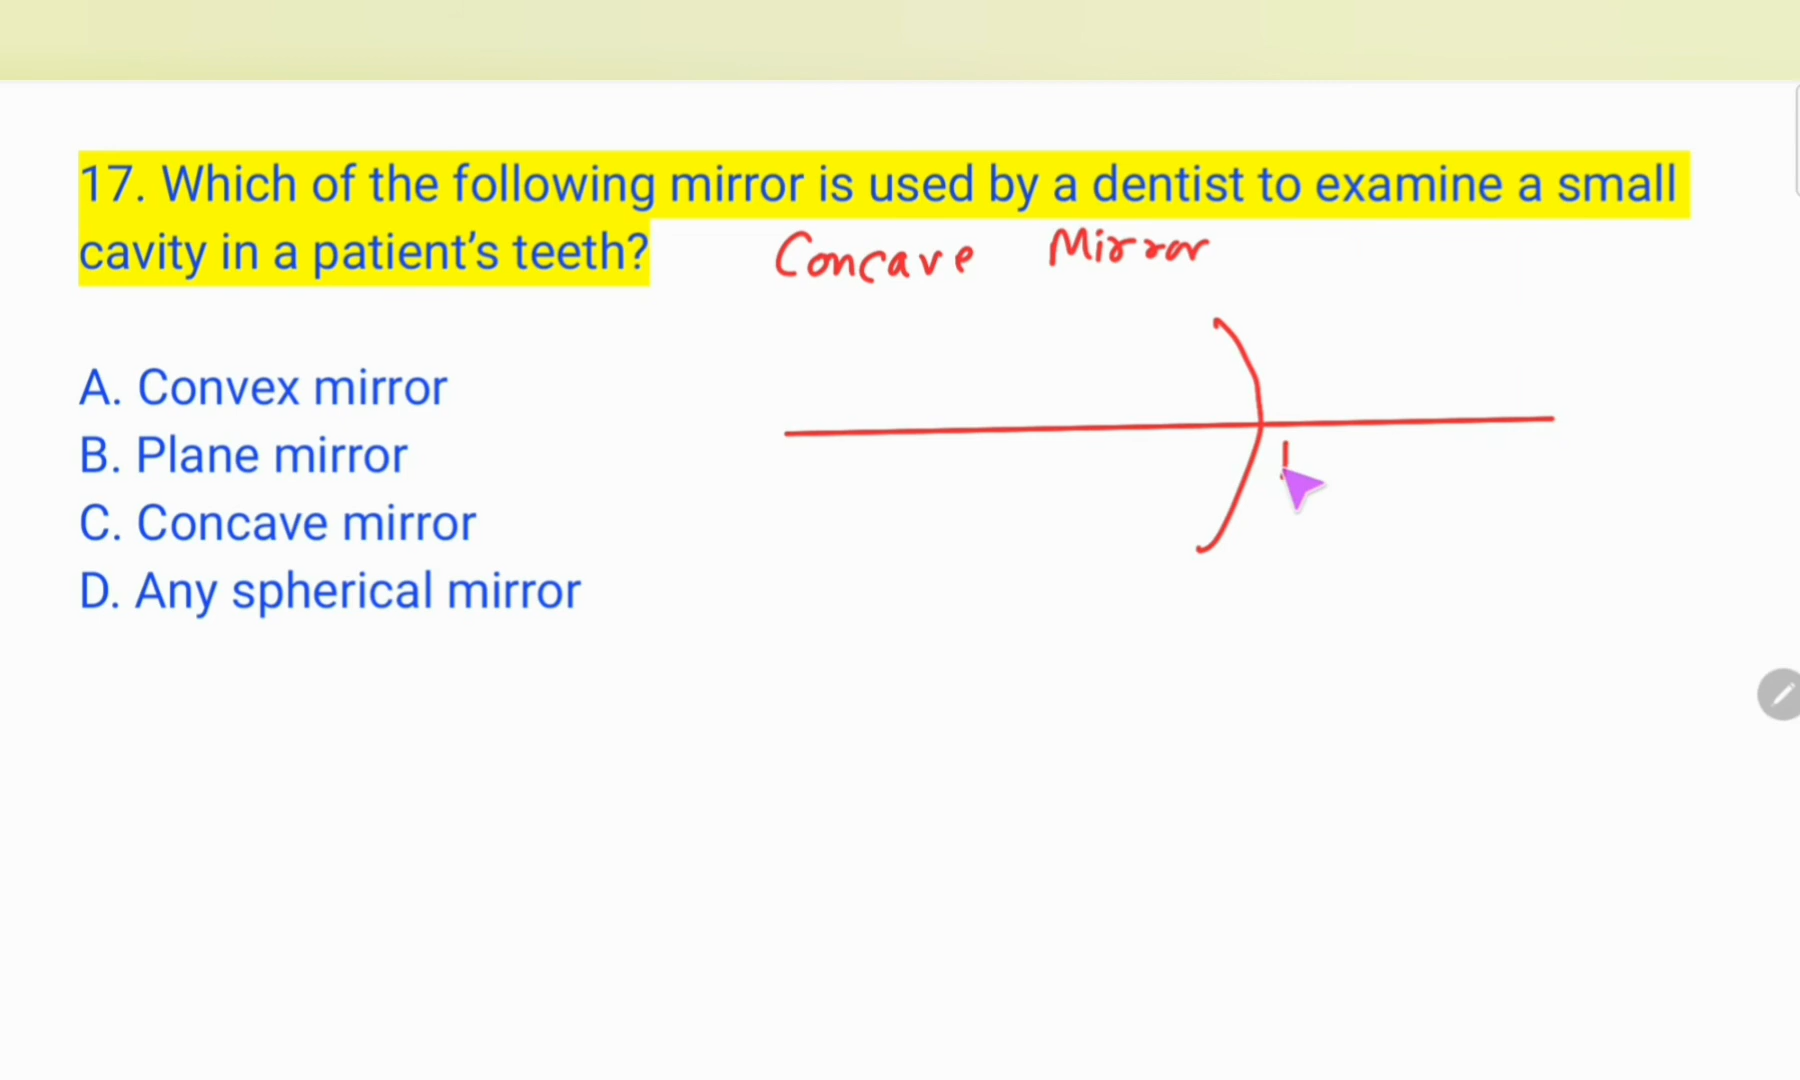 17. Which of the following mirror is used by a dentist to examine a small
cavity in a patient’s teeth?
Concave Mirror
A. Convex mirror
B. Plane mirror
C. Concave mirror
D. Any spherical mirror